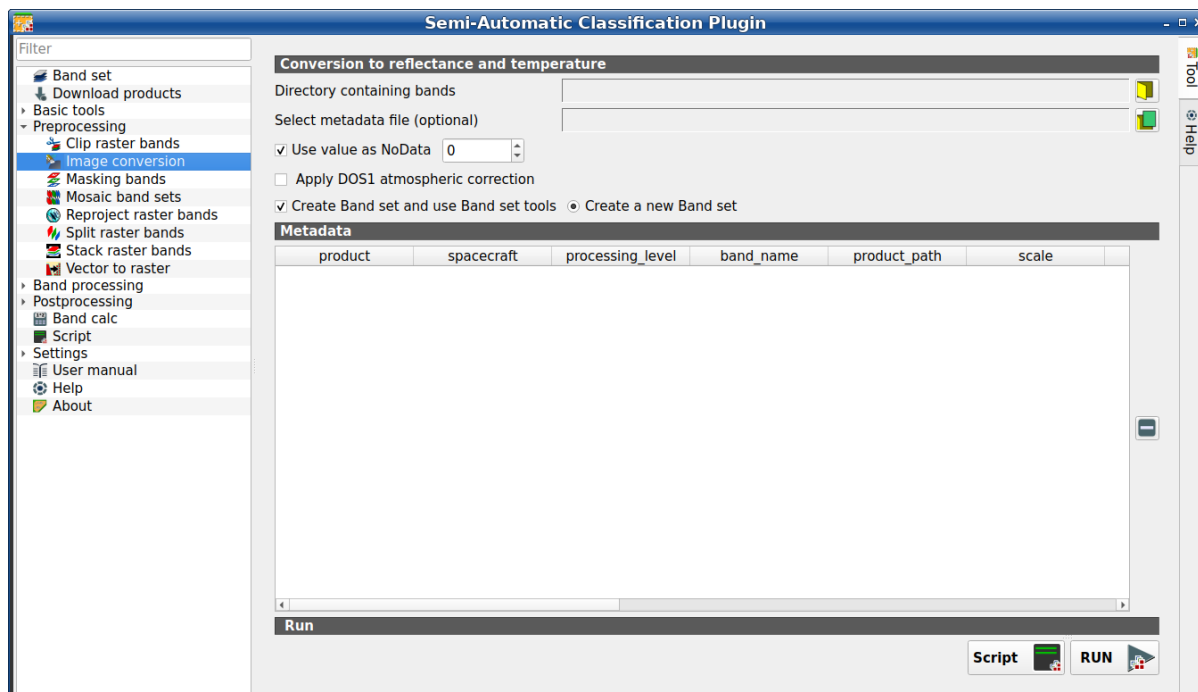 Semi-Automatic Classification Plugin
Filter
Band set
Download products
Basic tools
Preprocessing
Clip raster bands
Image conversion
Masking bands
Mosaic band sets
Reproject raster bands
Split raster bands
Stack raster bands
Vector to raster
Band processing
Postprocessing
Band calc
Script
Settings
User manual
Help
About
Conversion to reflectance and temperature
Directory containing bands
Select metadata file (optional)
Use value as NoData 0
Apply DOS1 atmospheric correction
Create Band set and use Band set tools Create a new Band set
Metadata
product spacecraft processing_level band_name product_path scale
Run
Script RUN
Tool
Help